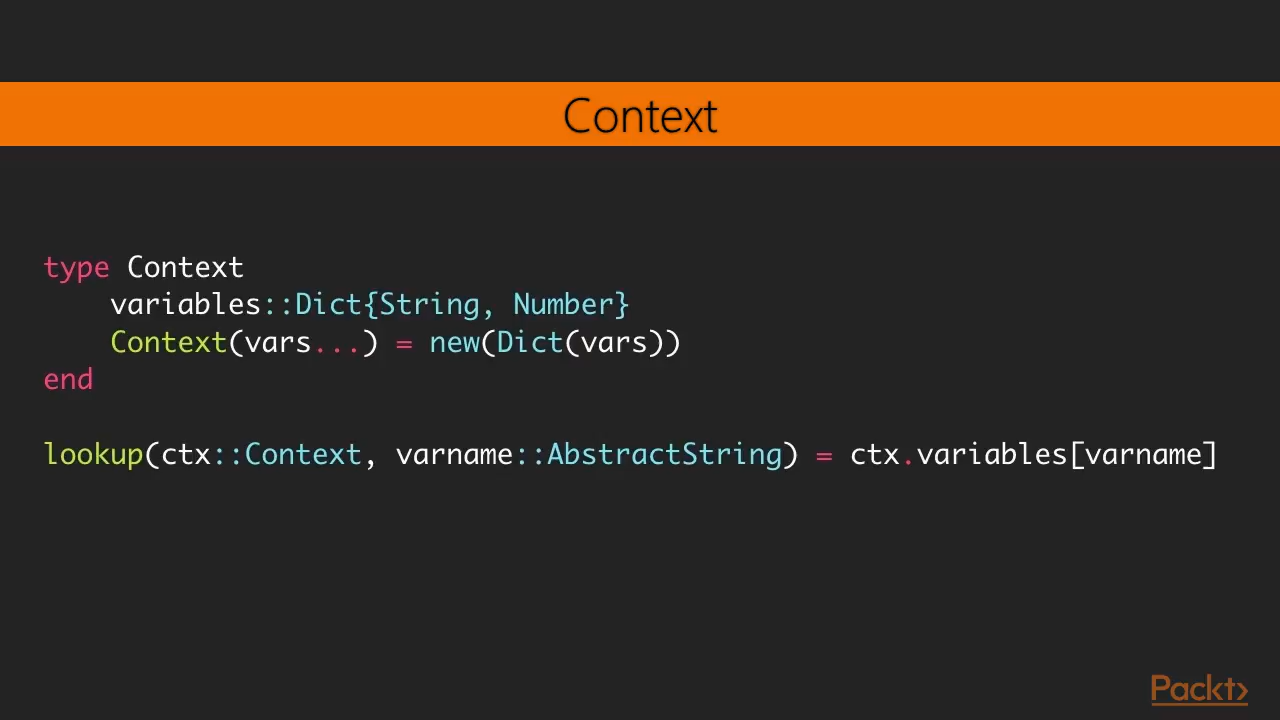 Context
type Context
    variables::Dict{String, Number}
    Context(vars...) = new(Dict(vars))
end
lookup(ctx::Context, varname::AbstractString) = ctx.variables[varname]
Packt>